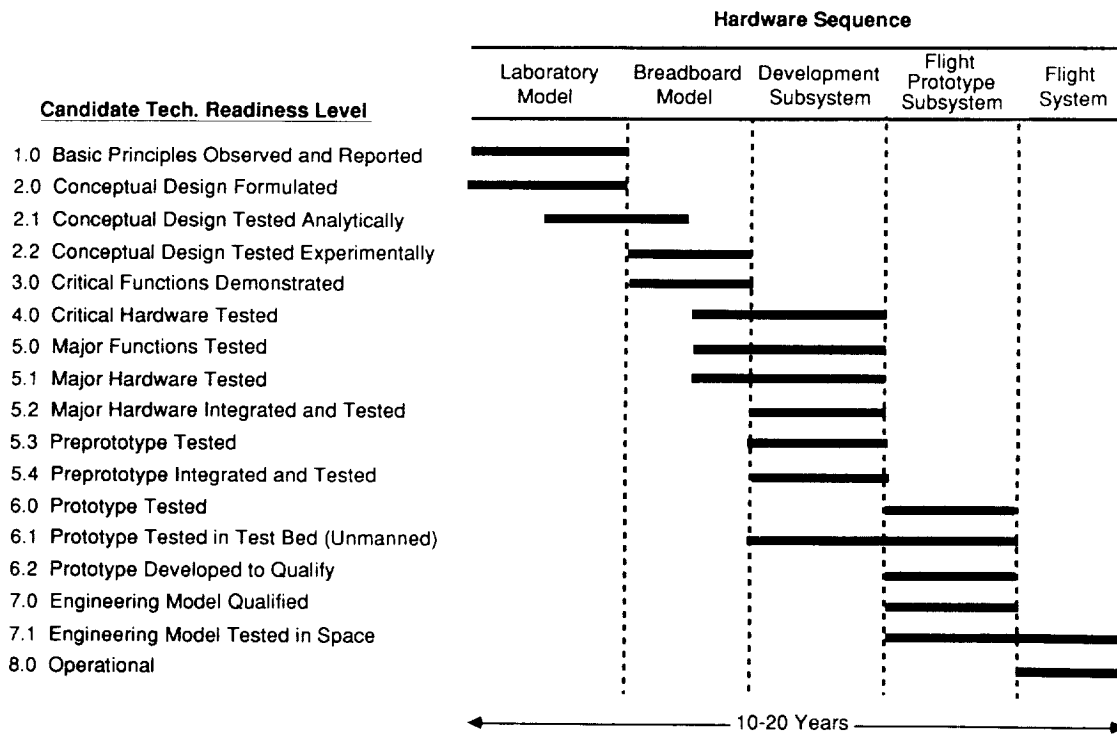 Hardware Sequence
Laboratory Model
Breadboard Model
Development Subsystem
Flight Prototype Subsystem
Flight System
Candidate Tech. Readiness Level
1.0 Basic Principles Observed and Reported
2.0 Conceptual Design Formulated
2.1 Conceptual Design Tested Analytically
2.2 Conceptual Design Tested Experimentally
3.0 Critical Functions Demonstrated
4.0 Critical Hardware Tested
5.0 Major Functions Tested
5.1 Major Hardware Tested
5.2 Major Hardware Integrated and Tested
5.3 Preprototype Tested
5.4 Preprototype Integrated and Tested
6.0 Prototype Tested
6.1 Prototype Tested in Test Bed (Unmanned)
6.2 Prototype Developed to Qualify
7.0 Engineering Model Qualified
7.1 Engineering Model Tested in Space
8.0 Operational
10-20 Years